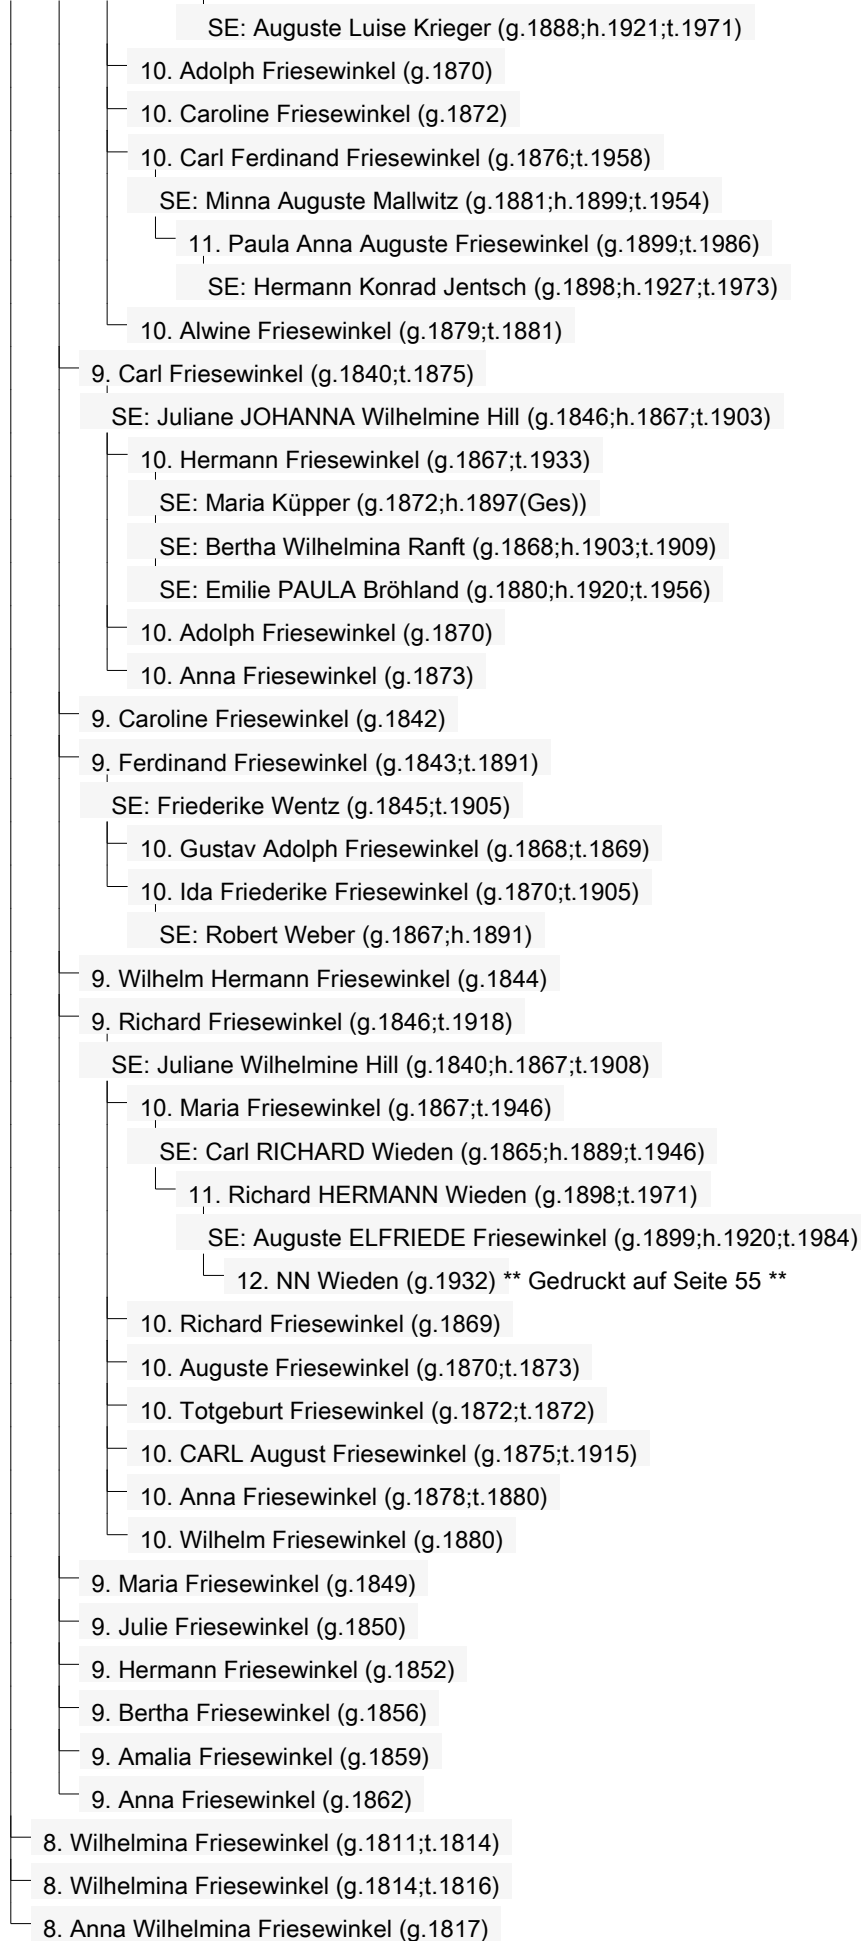 SE: Auguste Luise Krieger (g.1888;h.1921;t.1971)
10. Adolph Friesewinkel (g.1870)
10. Caroline Friesewinkel (g.1872)
10. Carl Ferdinand Friesewinkel (g.1876;t.1958)
SE: Minna Auguste Mallwitz (g.1881;h.1899;t.1954)
11. Paula Anna Auguste Friesewinkel (g.1899;t.1986)
SE: Hermann Konrad Jentsch (g.1898;h.1927;t.1973)
10. Alwine Friesewinkel (g.1879;t.1881)
9. Carl Friesewinkel (g.1840;t.1875)
SE: Juliane JOHANNA Wilhelmine Hill (g.1846;h.1867;t.1903)
10. Hermann Friesewinkel (g.1867;t.1933)
SE: Maria Küpper (g.1872;h.1897(Ges))
SE: Bertha Wilhelmina Ranft (g.1868;h.1903;t.1909)
SE: Emilie PAULA Bröhland (g.1880;h.1920;t.1956)
10. Adolph Friesewinkel (g.1870)
10. Anna Friesewinkel (g.1873)
9. Caroline Friesewinkel (g.1842)
9. Ferdinand Friesewinkel (g.1843;t.1891)
SE: Friederike Wentz (g.1845;t.1905)
10. Gustav Adolph Friesewinkel (g.1868;t.1869)
10. Ida Friederike Friesewinkel (g.1870;t.1905)
SE: Robert Weber (g.1867;h.1891)
9. Wilhelm Hermann Friesewinkel (g.1844)
9. Richard Friesewinkel (g.1846;t.1918)
SE: Juliane Wilhelmine Hill (g.1840;h.1867;t.1908)
10. Maria Friesewinkel (g.1867;t.1946)
SE: Carl RICHARD Wieden (g.1865;h.1889;t.1946)
11. Richard HERMANN Wieden (g.1898;t.1971)
SE: Auguste ELFRIEDE Friesewinkel (g.1899;h.1920;t.1984)
12. NN Wieden (g.1932) ** Gedruckt auf Seite 55 **
10. Richard Friesewinkel (g.1869)
10. Auguste Friesewinkel (g.1870;t.1873)
10. Totgeburt Friesewinkel (g.1872;t.1872)
10. CARL August Friesewinkel (g.1875;t.1915)
10. Anna Friesewinkel (g.1878;t.1880)
10. Wilhelm Friesewinkel (g.1880)
9. Maria Friesewinkel (g.1849)
9. Julie Friesewinkel (g.1850)
9. Hermann Friesewinkel (g.1852)
9. Bertha Friesewinkel (g.1856)
9. Amalia Friesewinkel (g.1859)
9. Anna Friesewinkel (g.1862)
8. Wilhelmina Friesewinkel (g.1811;t.1814)
8. Wilhelmina Friesewinkel (g.1814;t.1816)
8. Anna Wilhelmina Friesewinkel (g.1817)